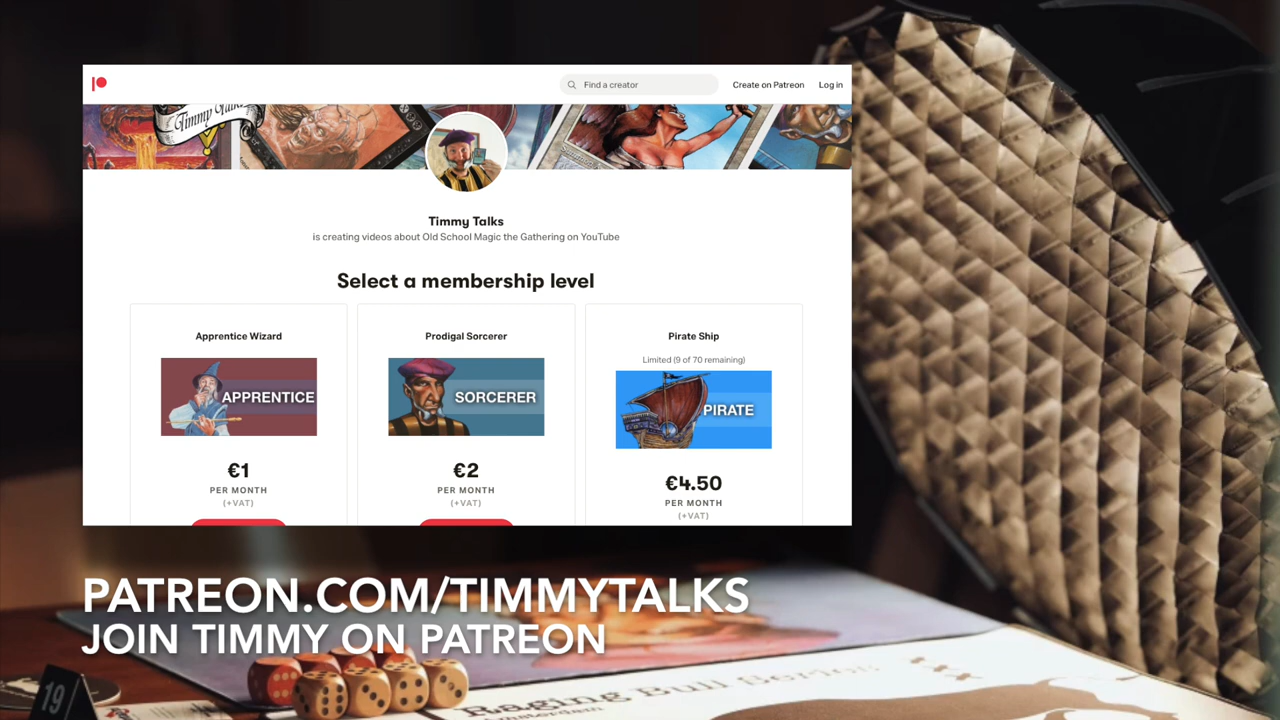 Find a creator
Create on Patreon
Log in
Timmy Talks
Timmy Talks
is creating videos about Old School Magic the Gathering on YouTube
Select a membership level
Apprentice Wizard
Prodigal Sorcerer
Pirate Ship
Limited (9 of 70 remaining)
APPRENTICE
SORCERER
PIRATE
€1
PER MONTH
(+VAT)
€2
PER MONTH
(+VAT)
€4.50
PER MONTH
(+VAT)
PATREON.COM/TIMMYTALKS
JOIN TIMMY ON PATREON
19
Raging Bull Series
Amsterdam